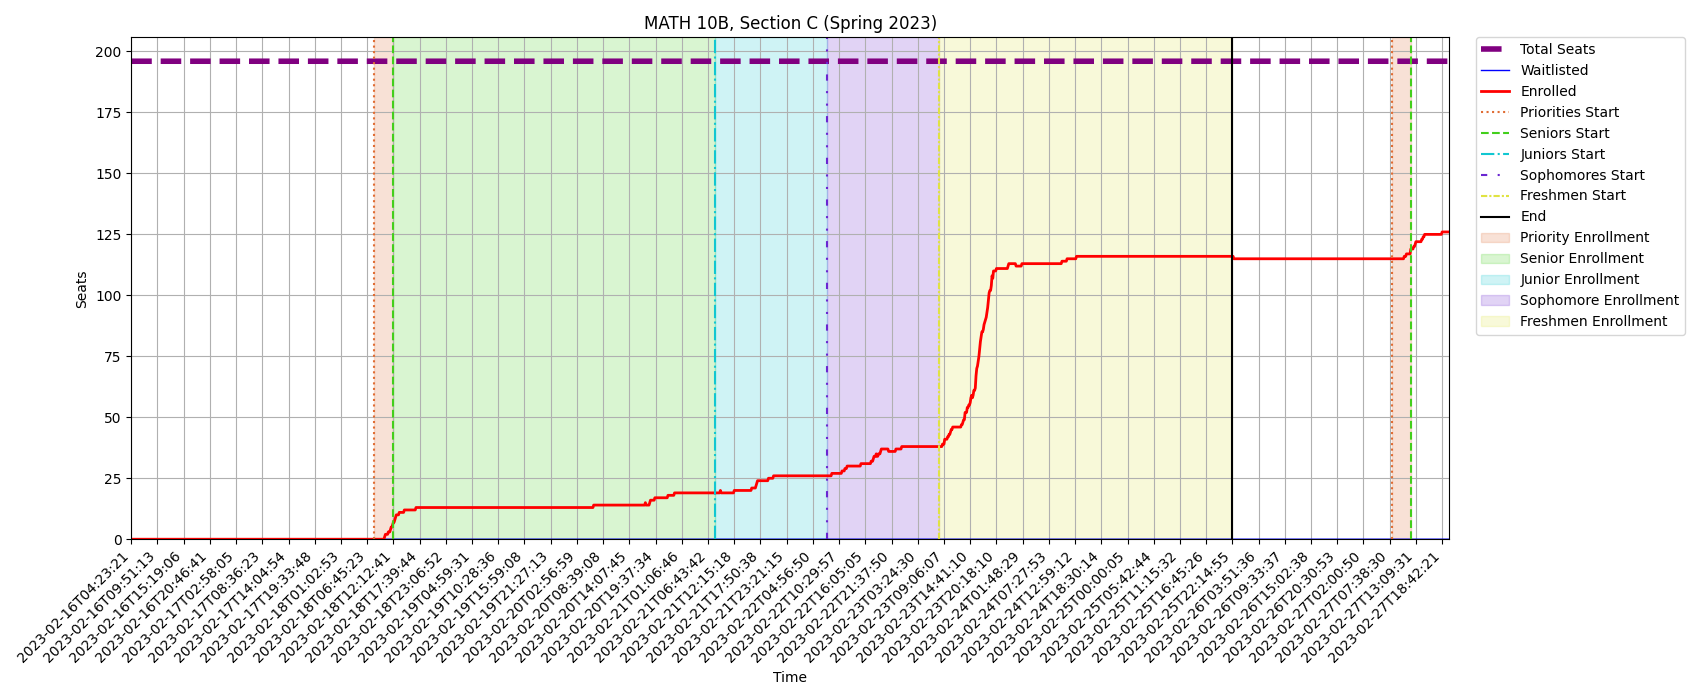 MATH 10B, Section C (Spring 2023)
Seats
200
175
150
125
100
75
50
25
0
2023-02-16T04:23:21
2023-02-16T09:51:13
2023-02-16T15:19:06
2023-02-16T20:46:41
2023-02-17T02:58:05
2023-02-17T08:36:23
2023-02-17T14:04:54
2023-02-17T19:33:48
2023-02-18T01:02:53
2023-02-18T06:45:23
2023-02-18T12:12:41
2023-02-18T17:39:44
2023-02-18T23:06:52
2023-02-19T04:59:31
2023-02-19T10:28:36
2023-02-19T15:59:08
2023-02-19T21:27:13
2023-02-20T02:56:59
2023-02-20T08:39:08
2023-02-20T14:07:45
2023-02-20T19:37:34
2023-02-21T01:06:46
2023-02-21T06:43:42
2023-02-21T12:15:18
2023-02-21T17:50:38
2023-02-21T23:21:15
2023-02-22T04:56:50
2023-02-22T10:29:57
2023-02-22T16:05:05
2023-02-22T21:37:50
2023-02-23T03:24:30
2023-02-23T09:06:07
2023-02-23T14:41:10
2023-02-23T20:18:10
2023-02-24T01:48:29
2023-02-24T07:27:53
2023-02-24T12:59:12
2023-02-24T18:30:14
2023-02-25T00:00:05
2023-02-25T05:42:44
2023-02-25T11:15:32
2023-02-25T16:45:26
2023-02-25T22:14:55
2023-02-26T03:51:36
2023-02-26T09:33:37
2023-02-26T15:02:38
2023-02-26T20:30:53
2023-02-27T02:00:50
2023-02-27T07:38:30
2023-02-27T13:09:31
2023-02-27T18:42:21
Time
Total Seats
Waitlisted
Enrolled
Priorities Start
Seniors Start
Juniors Start
Sophomores Start
Freshmen Start
End
Priority Enrollment
Senior Enrollment
Junior Enrollment
Sophomore Enrollment
Freshmen Enrollment